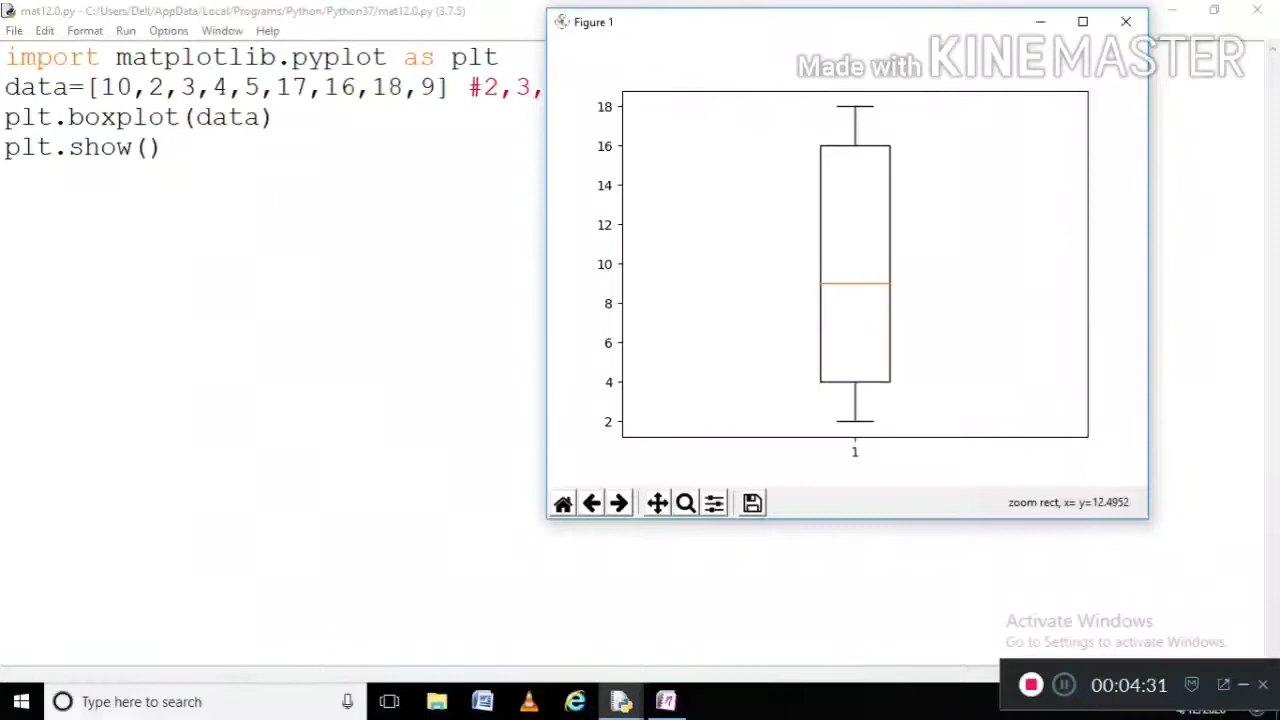 mat12.0.py - C:/Users/Dell/AppData/Local/Programs/Python/Python37/mat12.0.py (3.7.5)
File Edit Format Run Options Window Help
import matplotlib.pyplot as plt
data=[10,2,3,4,5,17,16,18,9] #2,3,
plt.boxplot(data)
plt.show()
Figure 1
Made with KINEMASTER
18
16
14
12
10
8
6
4
2
1
zoom rect, x= y=12.4952
Activate Windows
Go to Settings to activate Windows.
00:04:31
Type here to search